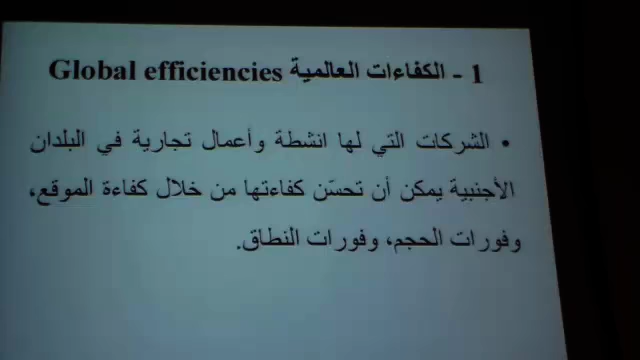 1 - الكفاءات العالمية Global efficiencies
• الشركات التي لها انشطة وأعمال تجارية في البلدان
الأجنبية يمكن أن تحسّن كفاءتها من خلال كفاءة الموقع،
وفورات الحجم، وفورات النطاق.